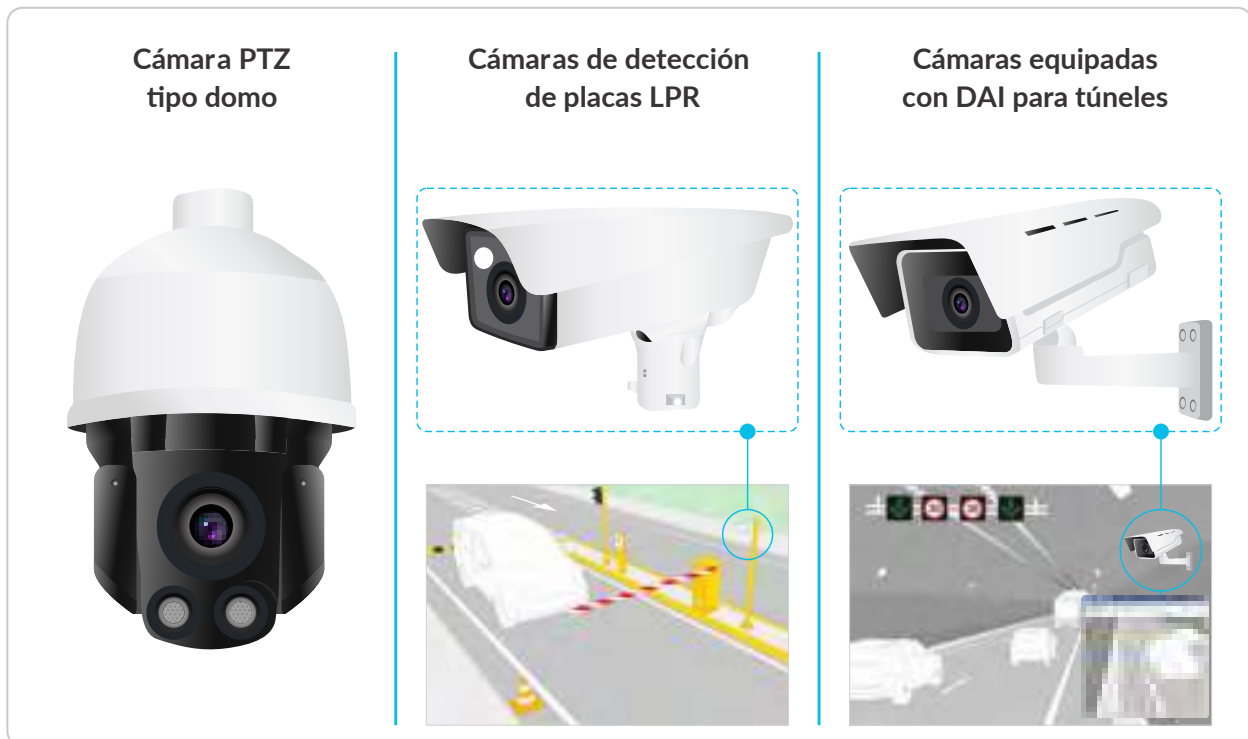 Cámara PTZ
tipo domo
Cámaras de detección
de placas LPR
Cámaras equipadas
con DAI para túneles